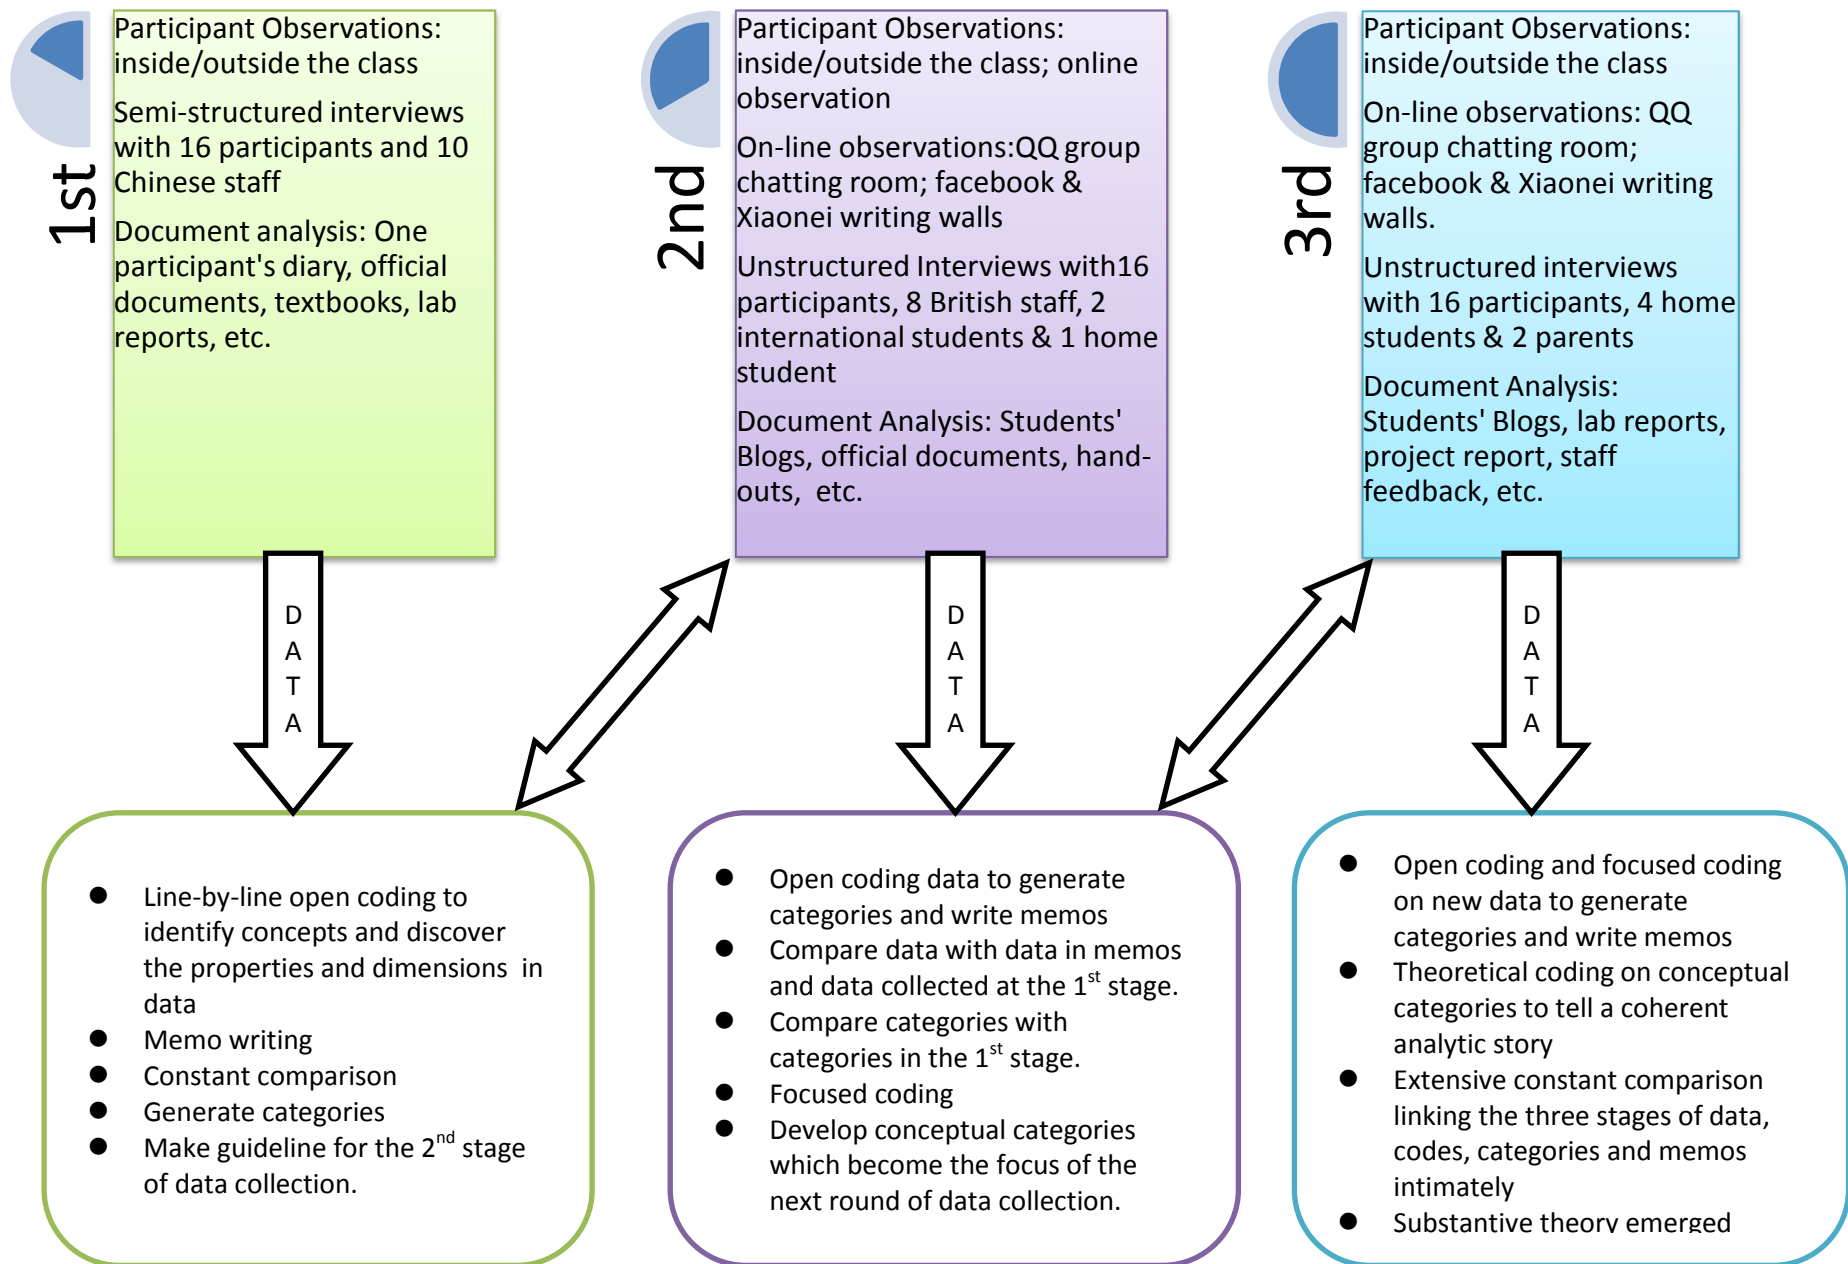 1st
Participant Observations:
inside/outside the class
Semi-structured interviews
with 16 participants and 10
Chinese staff
Document analysis: One
participant's diary, official
documents, textbooks, lab
reports, etc.
2nd
Participant Observations:
inside/outside the class; online
observation
On-line observations:QQ group
chatting room; facebook &
Xiaonei writing walls
Unstructured Interviews with16
participants, 8 British staff, 2
international students & 1 home
student
Document Analysis: Students'
Blogs, official documents, hand-
outs, etc.
3rd
Participant Observations:
inside/outside the class
On-line observations: QQ
group chatting room;
facebook & Xiaonei writing
walls.
Unstructured interviews
with 16 participants, 4 home
students & 2 parents
Document Analysis:
Students' Blogs, lab reports,
project report, staff
feedback, etc.
D
A
T
A
D
A
T
A
D
A
T
A
● Line-by-line open coding to
identify concepts and discover
the properties and dimensions in
data
● Memo writing
● Constant comparison
● Generate categories
● Make guideline for the 2nd stage
of data collection.
● Open coding data to generate
categories and write memos
● Compare data with data in memos
and data collected at the 1st stage.
● Compare categories with
categories in the 1st stage.
● Focused coding
● Develop conceptual categories
which become the focus of the
next round of data collection.
● Open coding and focused coding
on new data to generate
categories and write memos
● Theoretical coding on conceptual
categories to tell a coherent
analytic story
● Extensive constant comparison
linking the three stages of data,
codes, categories and memos
intimately
● Substantive theory emerged